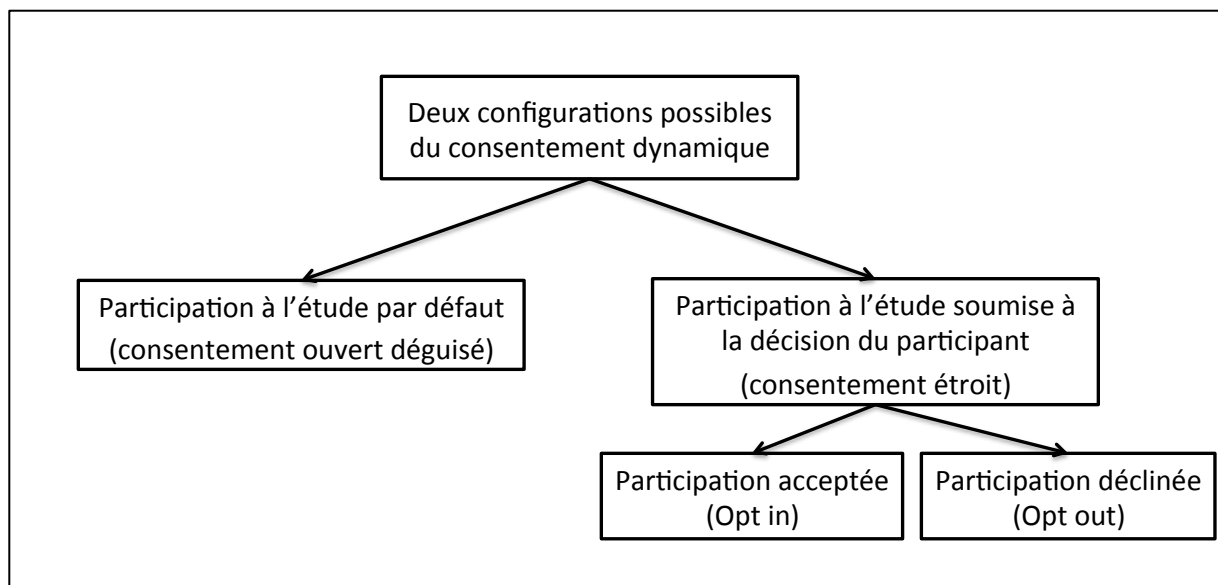 Deux configurations possibles
du consentement dynamique
Participation à l’étude par défaut
(consentement ouvert déguisé)
Participation à l’étude soumise à
la décision du participant
(consentement étroit)
Participation acceptée
(Opt in)
Participation déclinée
(Opt out)